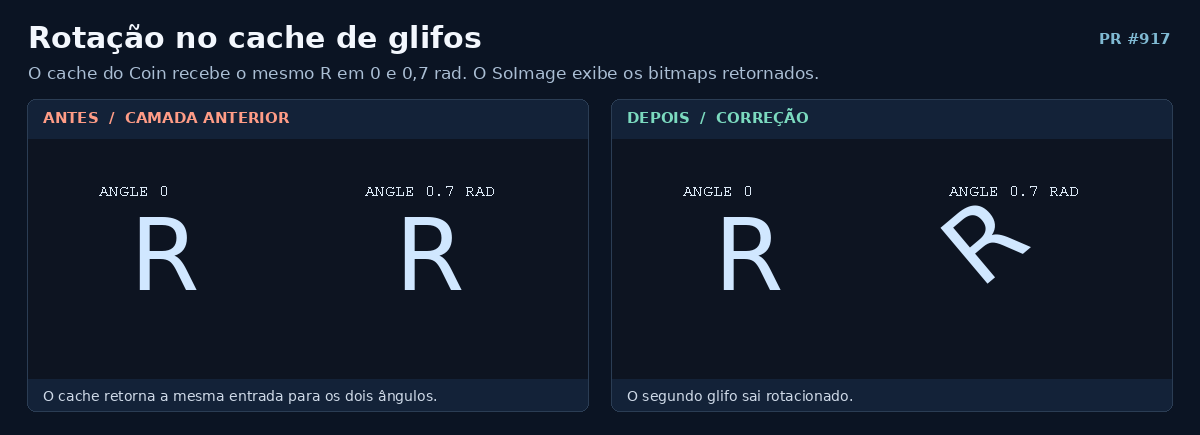 Rotação no cache de glifos
PR #917
O cache do Coin recebe o mesmo R em 0 e 0,7 rad. O SoImage exibe os bitmaps retornados.
ANTES / CAMADA ANTERIOR
ANGLE 0
ANGLE 0.7 RAD
R
R
O cache retorna a mesma entrada para os dois ângulos.
DEPOIS / CORREÇÃO
ANGLE 0
ANGLE 0.7 RAD
R
R
O segundo glifo sai rotacionado.